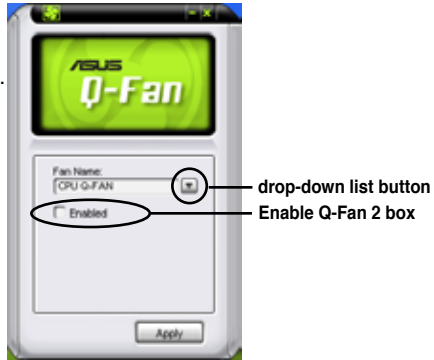 ASUS
Q-Fan
.
Fan Name:
CPU Q-FAN
drop-down list button
Enabled
Enable Q-Fan 2 box
Apply